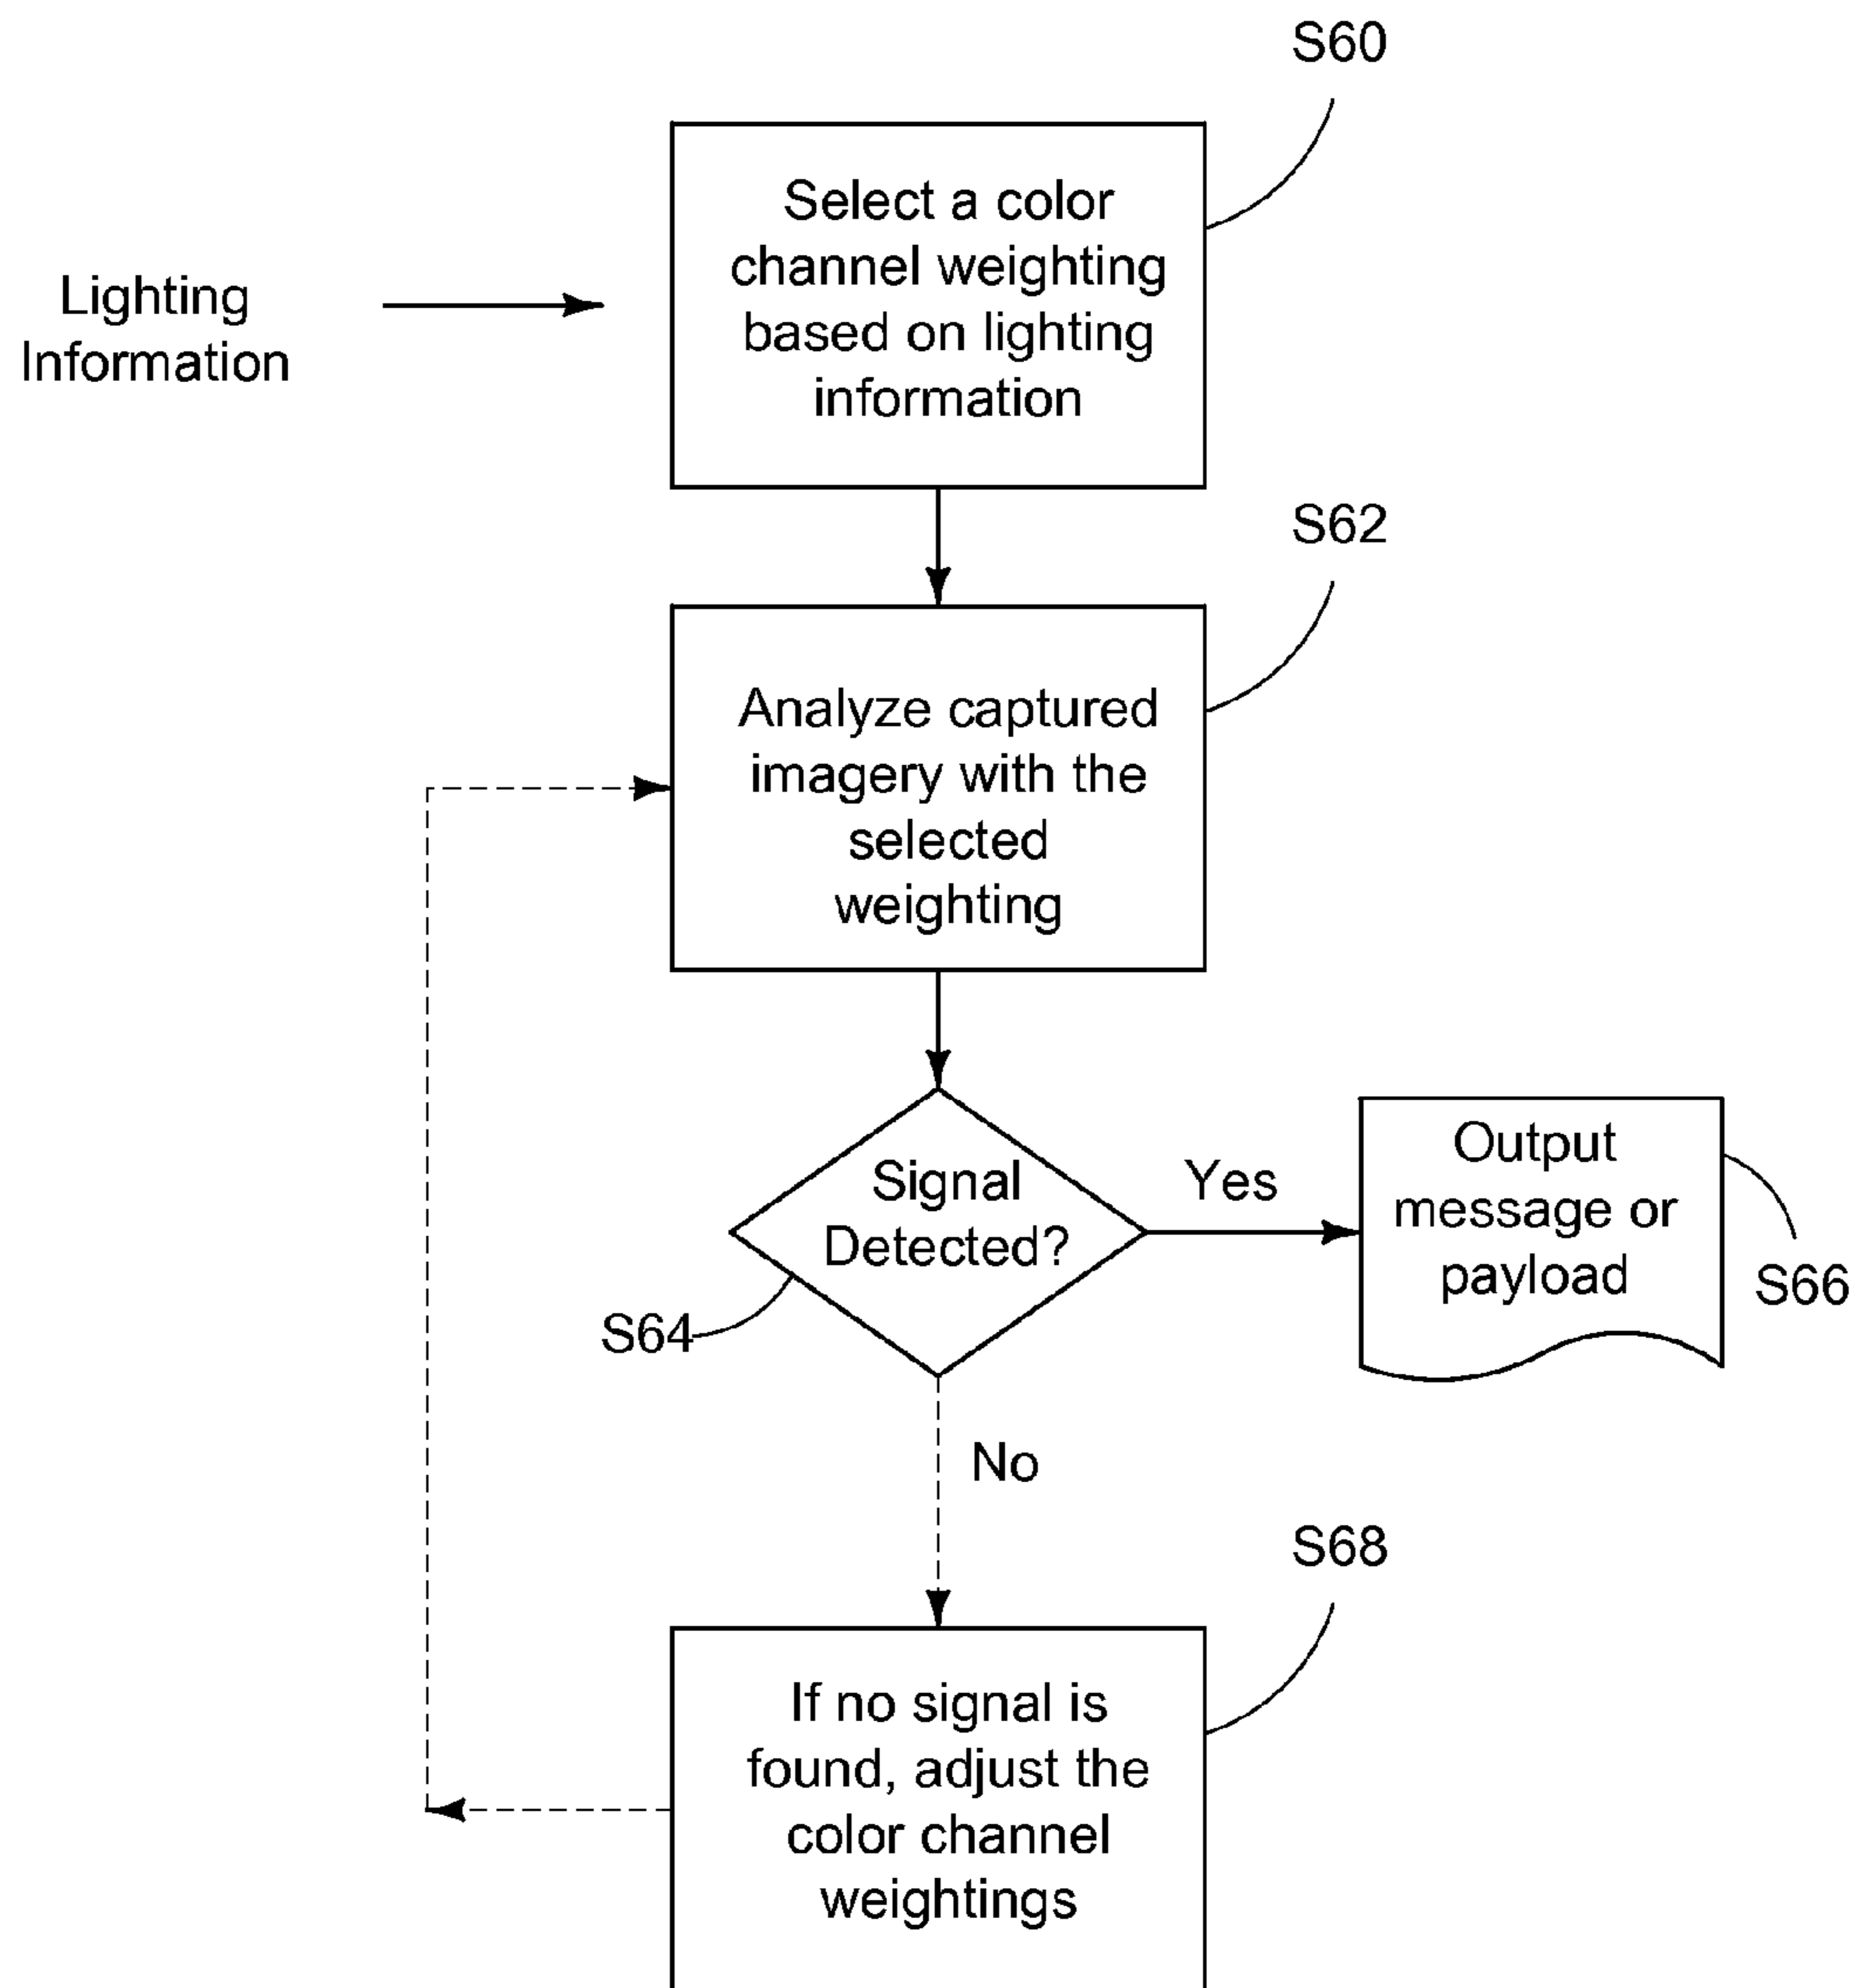 S60
Select a color
channel weighting
based on lighting
information
Lighting
Information
S62
Analyze captured
imagery with the
selected
weighting
Signal
Detected?
Yes
Output
message or
payload
S66
S64
No
S68
If no signal is
found, adjust the
color channel
weightings